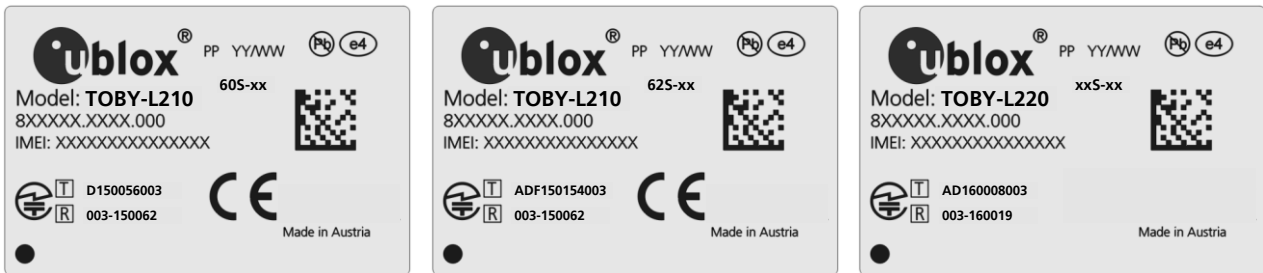 ublox® PP YY/WW Pb e4
60S-xx
Model: TOBY-L210
8XXXXX.XXXX.000
IMEI: XXXXXXXXXXXXXXX
T D150056003
R 003-150062
CE
Made in Austria
ublox® PP YY/WW Pb e4
62S-xx
Model: TOBY-L210
8XXXXX.XXXX.000
IMEI: XXXXXXXXXXXXXXX
T ADF150154003
R 003-150062
CE
Made in Austria
ublox® PP YY/WW Pb e4
xxS-xx
Model: TOBY-L220
8XXXXX.XXXX.000
IMEI: XXXXXXXXXXXXXXX
T AD160008003
R 003-160019
Made in Austria